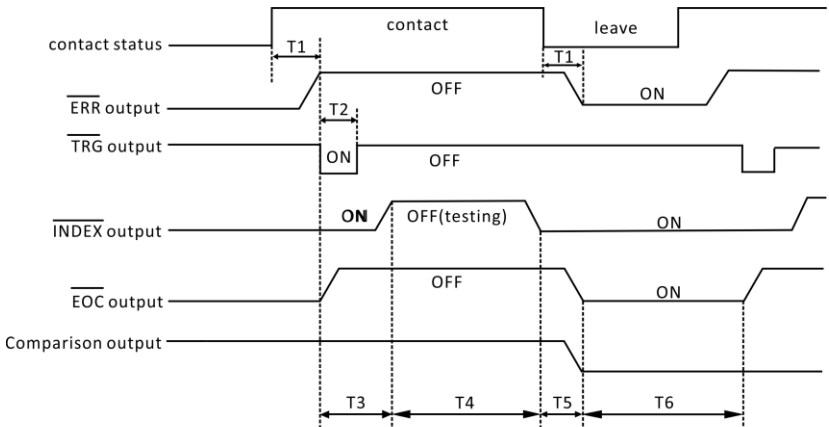 contact
leave
contact status
T1
T1
OFF
ON
ERR output
T2
TRG output
ON
OFF
ON
OFF(testing)
ON
INDEX output
OFF
ON
EOC output
Comparison output
T3
T4
T5
T6